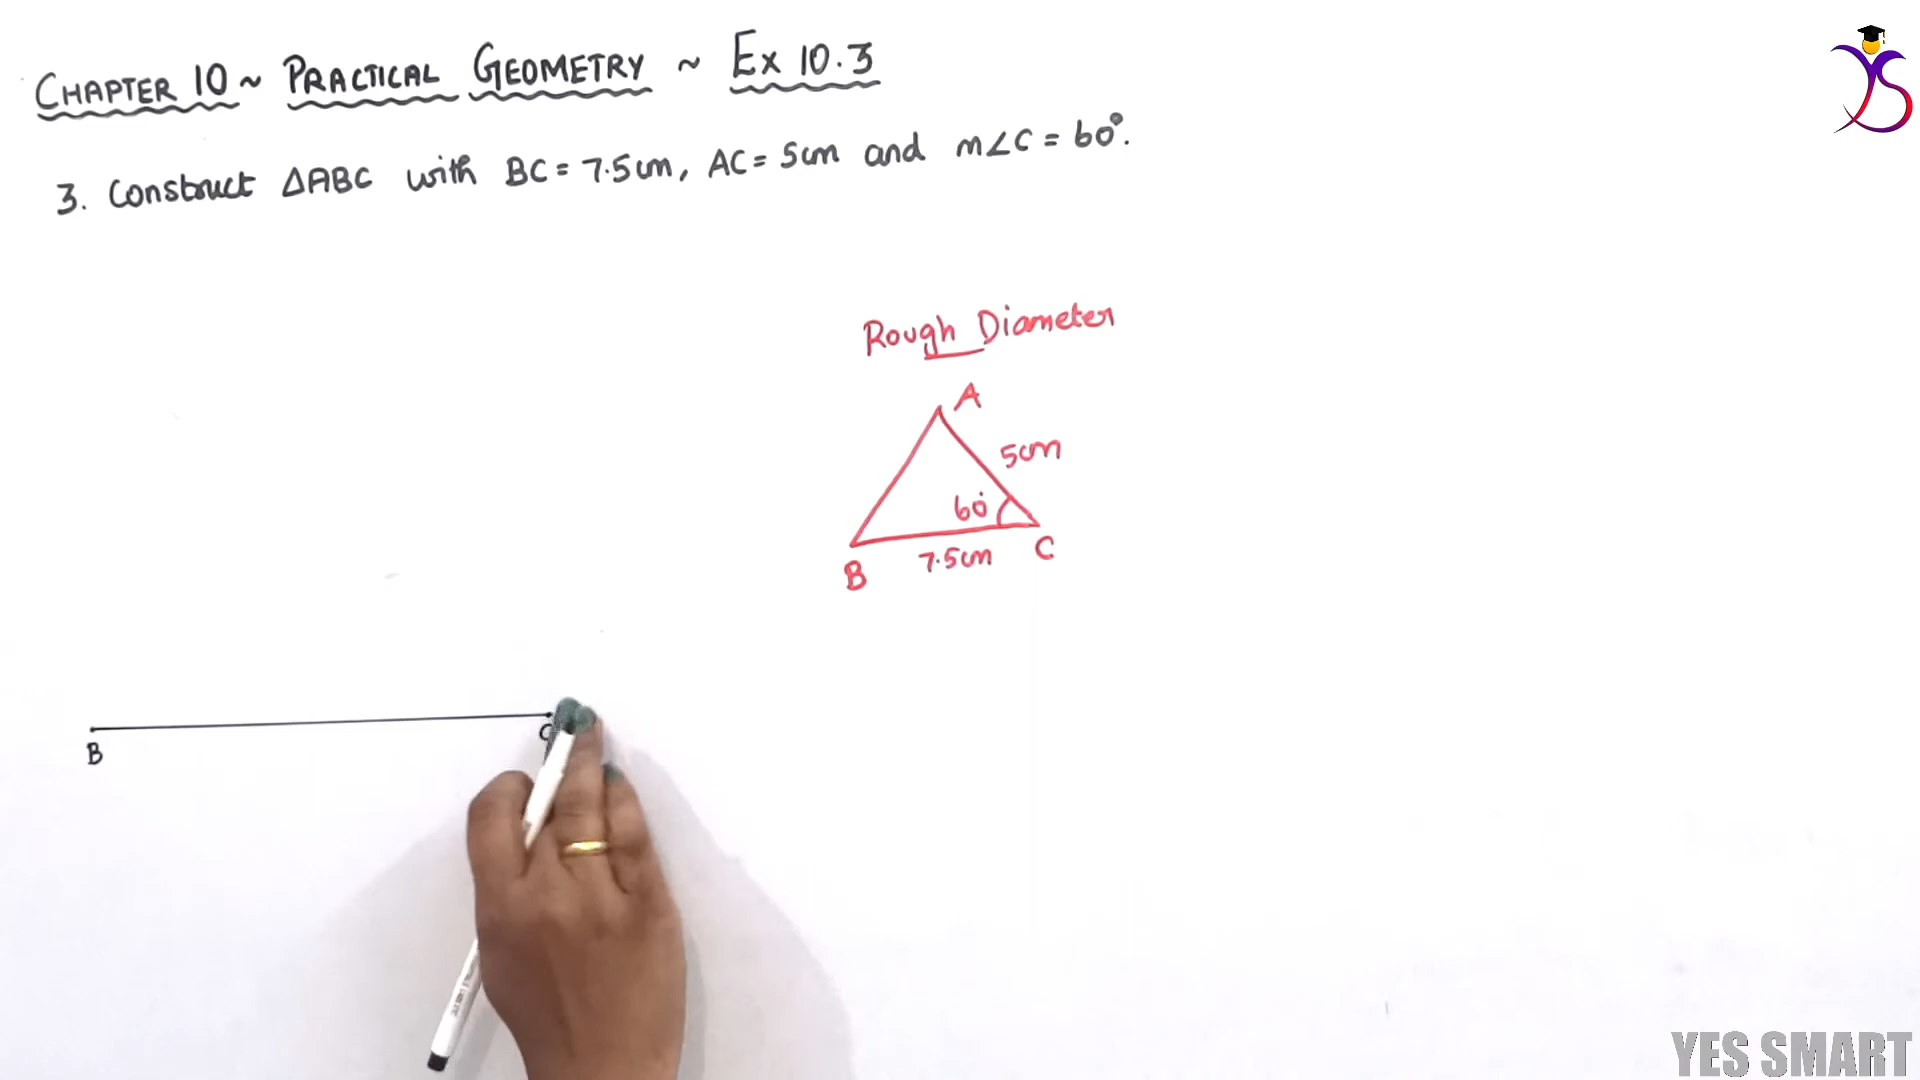 CHAPTER 10 ~ PRACTICAL GEOMETRY ~ EX 10.3
3. Construct ΔABC with BC = 7.5cm, AC = 5cm and m∠C = 60°.
Rough Diameter
A
5cm
60°
7.5cm
C
B
C
B
YS
YES SMART